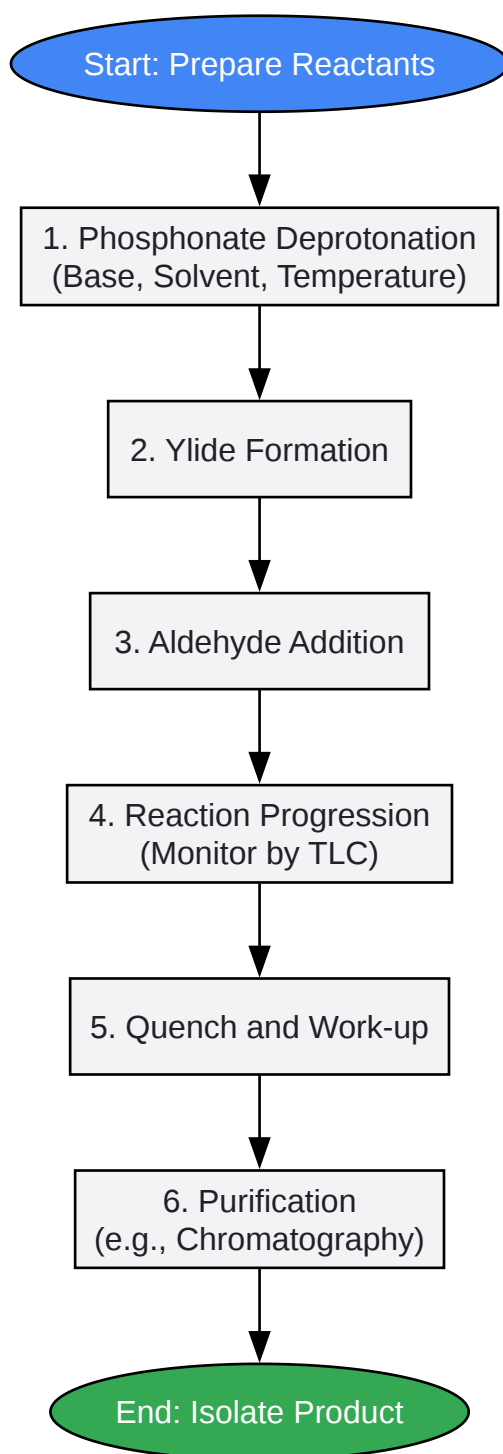 Start: Prepare Reactants
1. Phosphonate Deprotonation
(Base, Solvent, Temperature)
2. Ylide Formation
3. Aldehyde Addition
4. Reaction Progression
(Monitor by TLC)
5. Quench and Work-up
6. Purification
(e.g., Chromatography)
End: Isolate Product